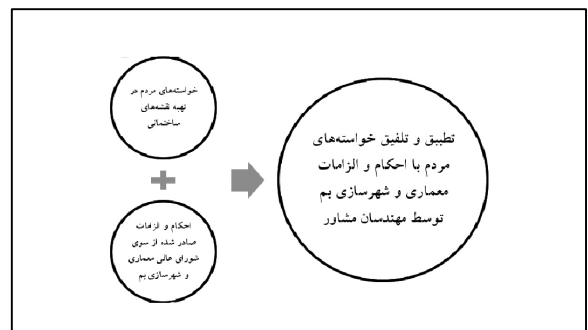 خواسته‌های مردم در
تهیه نقشه‌های
ساختمانی
احکام و الزامات
صادر شده از سوی
شورای عالی معماری
و شهرسازی بم
تطبیق و تلفیق خواسته‌های
مردم با احکام و الزامات
معماری و شهرسازی بم
توسط مهندسان مشاور